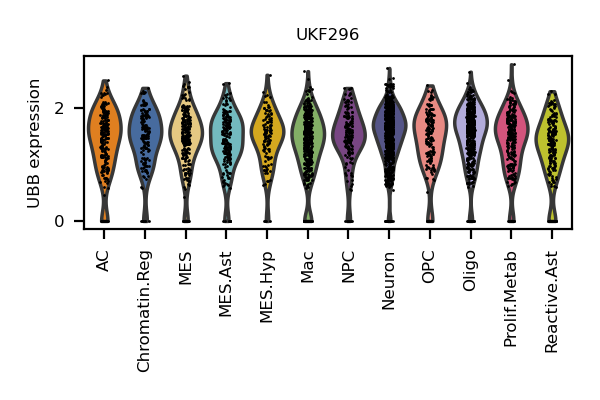 UKF296
UBB expression
2
0
AC
Chromatin.Reg
MES
MES.Ast
MES.Hyp
Mac
NPC
Neuron
OPC
Oligo
Prolif.Metab
Reactive.Ast